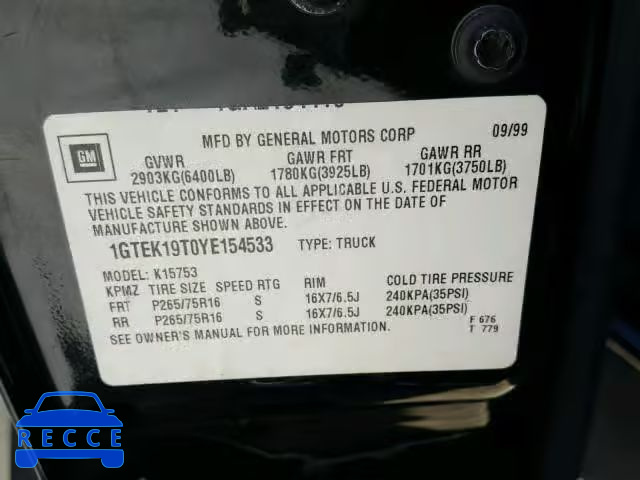 MFD BY GENERAL MOTORS CORP 09/99
GM
GVWR GAWR FRT GAWR RR
2903KG(6400LB) 1780KG(3925LB) 1701KG(3750LB)
THIS VEHICLE CONFORMS TO ALL APPLICABLE U.S. FEDERAL MOTOR
VEHICLE SAFETY STANDARDS IN EFFECT ON THE DATE OF
MANUFACTURE SHOWN ABOVE.
1GTEK19T0YE154533 TYPE: TRUCK
MODEL: K15753
KPMZ TIRE SIZE SPEED RTG RIM COLD TIRE PRESSURE
FRT P265/75R16 S 16X7/6.5J 240KPA(35PSI)
RR P265/75R16 S 16X7/6.5J 240KPA(35PSI)
SEE OWNER'S MANUAL FOR MORE INFORMATION.
F 676
T 779
RECCE